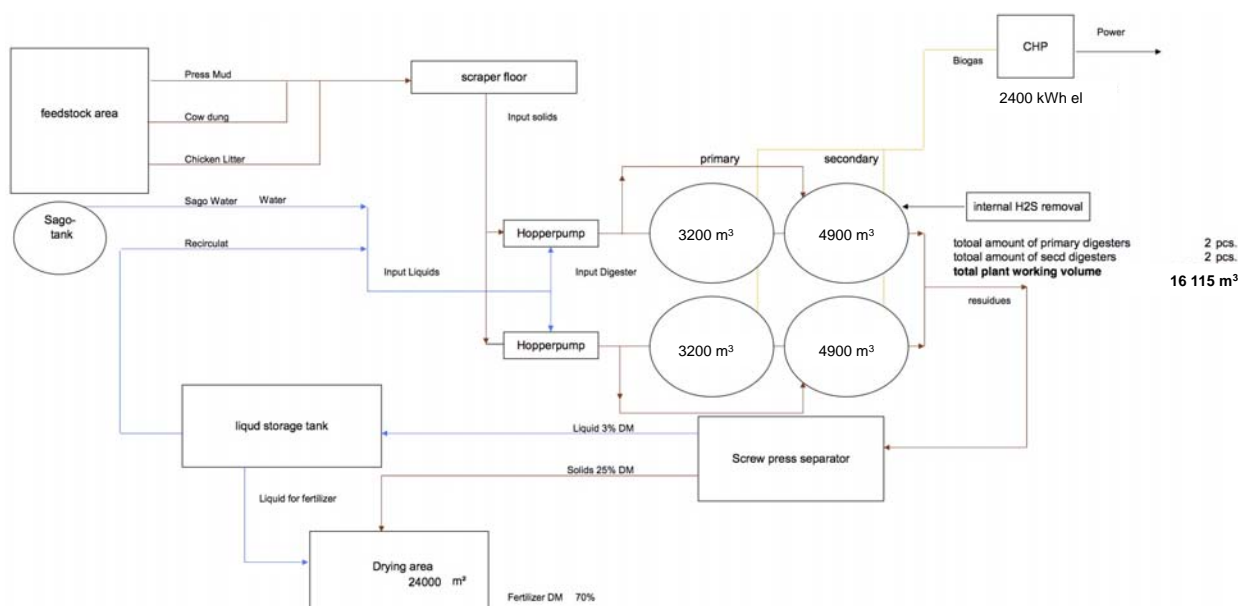 CHP
Power
Biogas
2400 kWh el
feedstock area
Press Mud
Cow dung
Chicken Litter
scraper floor
Input solids
primary
secondary
Sago-
tank
Sago Water Water
Recirculat
Input Liquids
Hopperpump
Input Digester
Hopperpump
3200 m³
4900 m³
3200 m³
4900 m³
internal H2S removal
totoal amount of primary digesters 2 pcs.
totoal amount of secd digesters 2 pcs.
total plant working volume
16 115 m³
resuidues
liqud storage tank
Liquid 3% DM
Solids 25% DM
Screw press separator
Liquid for fertilizer
Drying area
24000 m²
Fertilizer DM 70%